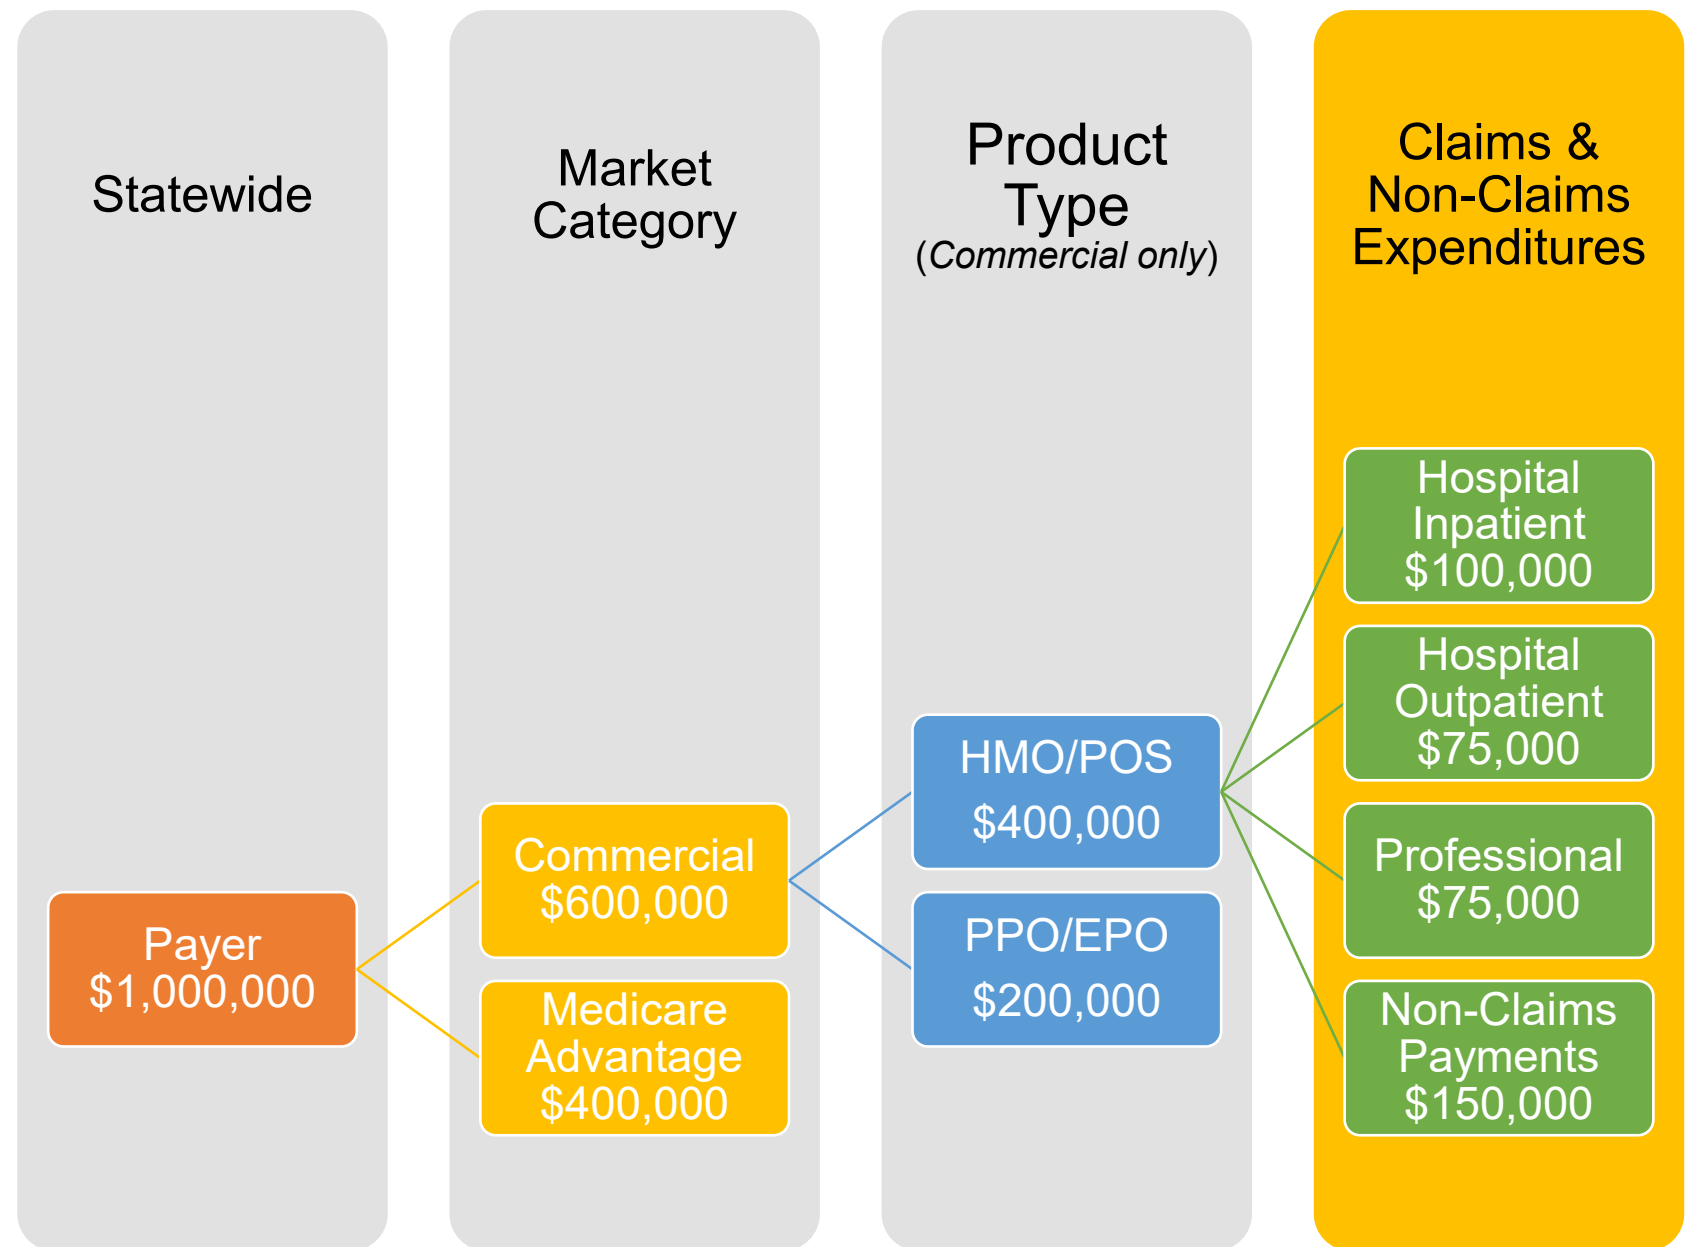 Statewide
Market
Category
Product
Type
(Commercial only)
Claims &
Non-Claims
Expenditures
Payer
$1,000,000
Commercial
$600,000
Medicare
Advantage
$400,000
HMO/POS
$400,000
PPO/EPO
$200,000
Hospital
Inpatient
$100,000
Hospital
Outpatient
$75,000
Professional
$75,000
Non-Claims
Payments
$150,000